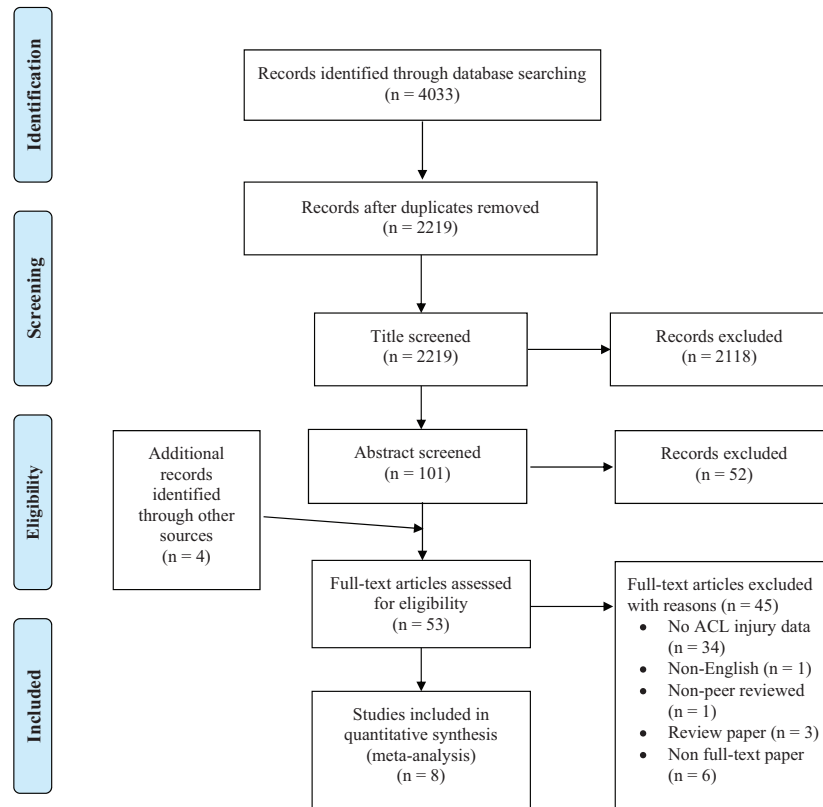 Identification
Records identified through database searching
(n = 4033)
Records after duplicates removed
(n = 2219)
Screening
Title screened
(n = 2219)
Records excluded
(n = 2118)
Eligibility
Abstract screened
(n = 101)
Records excluded
(n = 52)
Additional
records
identified
through other
sources
(n = 4)
Full-text articles assessed
for eligibility
(n = 53)
Full-text articles excluded
with reasons (n = 45)
• No ACL injury data
(n = 34)
• Non-English (n = 1)
• Non-peer reviewed
(n = 1)
• Review paper (n = 3)
• Non full-text paper
(n = 6)
Included
Studies included in
quantitative synthesis
(meta-analysis)
(n = 8)